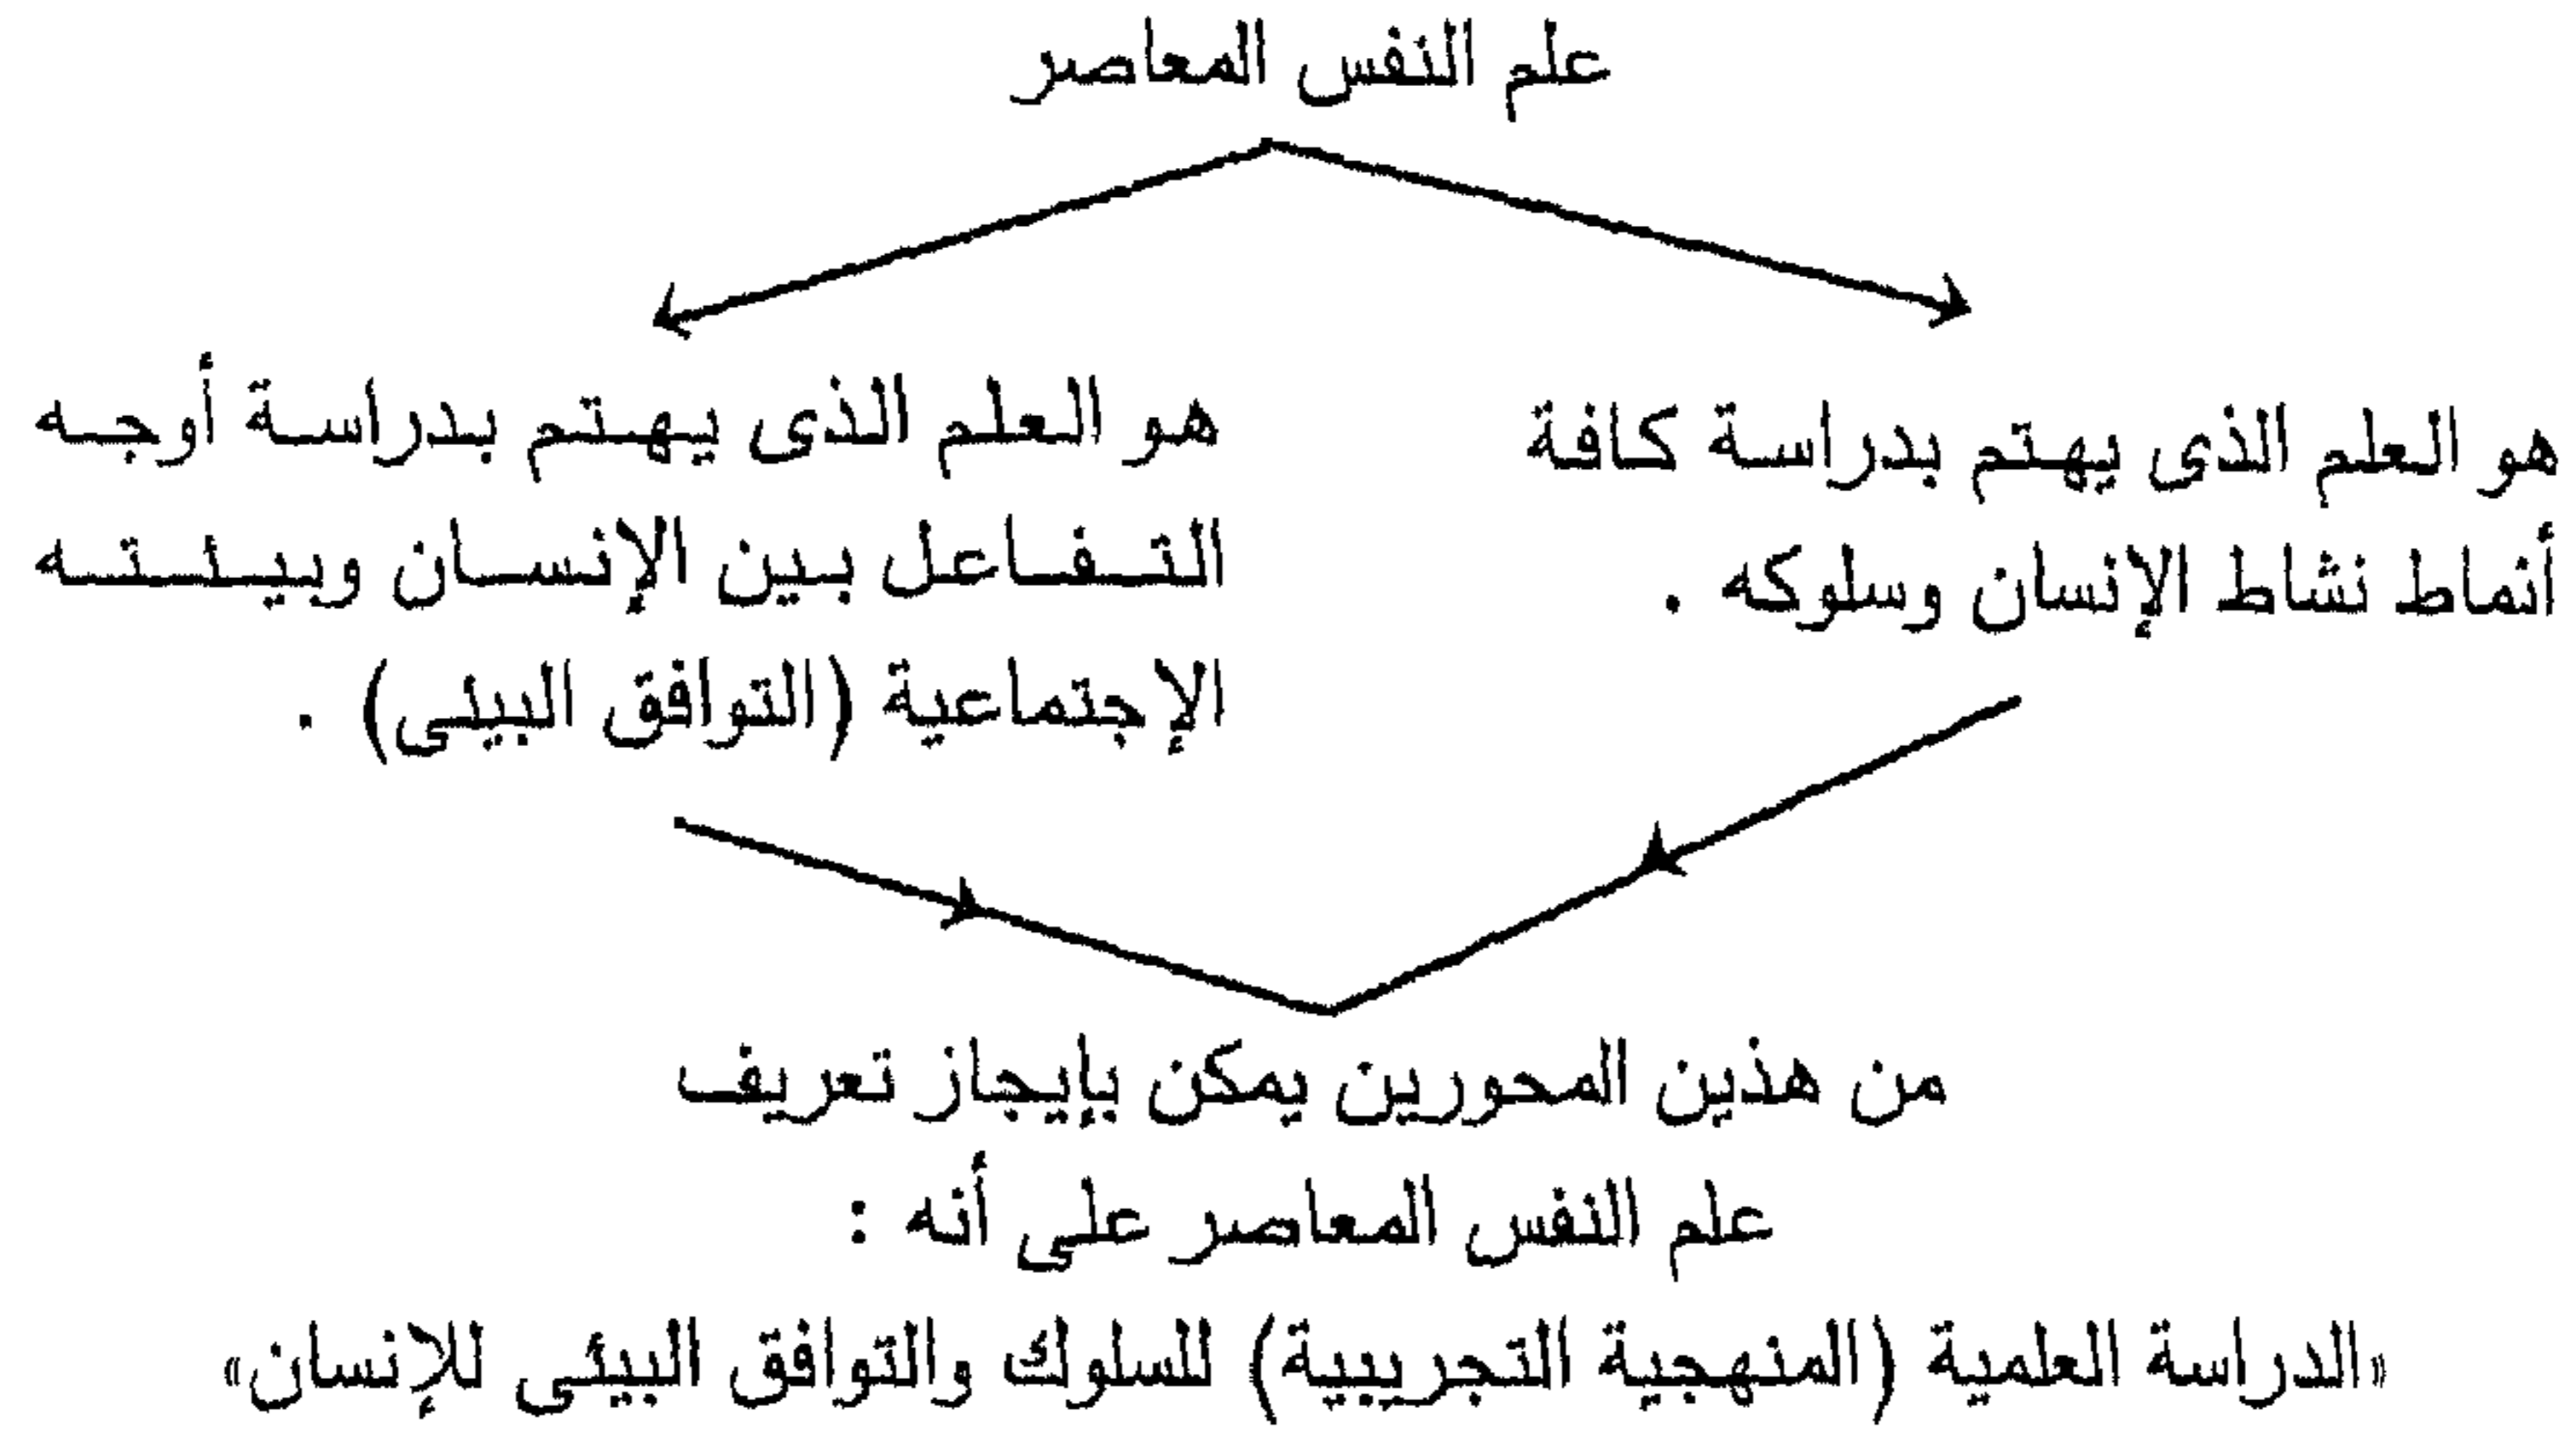 علم النفس المعاصر
هو العلم الذى يهتم بدراسة كافة
أنماط نشاط الإنسان وسلوكه .
هو العلم الذى يهتم بدراسة أوجه
التفاعل بين الإنسان وبيئته
الإجتماعية (التوافق البيئى) .
من هذين المحورين يمكن بإيجاز تعريف
علم النفس المعاصر على أنه :
«الدراسة العلمية (المنهجية التجريبية) للسلوك والتوافق البيئى للإنسان»